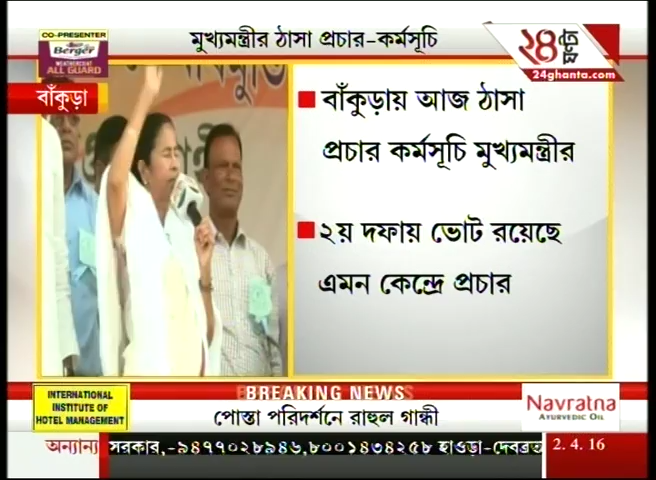 CO-PRESENTER
Berger
WEATHERCOAT
ALL GUARD
মুখ্যমন্ত্রীর ঠাসা প্রচার-কর্মসূচি
২৪ ঘণ্টা
24ghanta.com
বাঁকুড়া
বাঁকুড়ায় আজ ঠাসা
প্রচার কর্মসূচি মুখ্যমন্ত্রীর
২য় দফায় ভোট রয়েছে
এমন কেন্দ্রে প্রচার
BREAKING NEWS
INTERNATIONAL
INSTITUTE OF
HOTEL MANAGEMENT
পোস্তা পরিদর্শনে রাহুল গান্ধী
Navratna
AYURVEDIC OIL
অন্যান্য সরকার,-৯৪৭৭০২৮৯৪৬,৮০০১৪৩৪২৫৮ হাওড়া-দেবব্রত
2. 4. 16